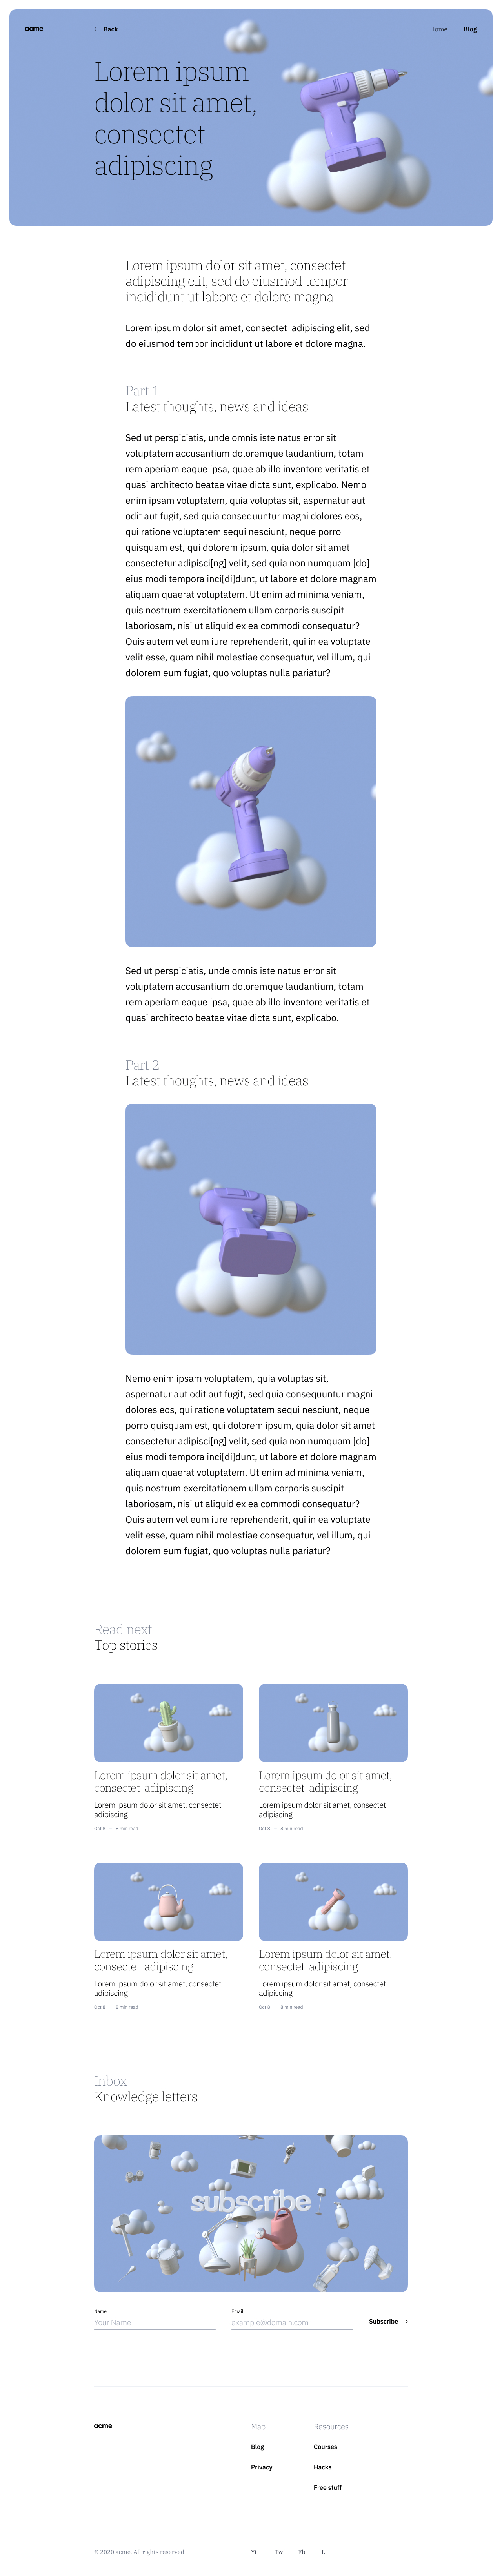 acme
Back
Home
Blog
Lorem ipsum
dolor sit amet,
consectet
adipiscing
Lorem ipsum dolor sit amet, consectet
adipiscing elit, sed do eiusmod tempor
incididunt ut labore et dolore magna.
Lorem ipsum dolor sit amet, consectet adipiscing elit, sed
do eiusmod tempor incididunt ut labore et dolore magna.
Part 1
Latest thoughts, news and ideas
Sed ut perspiciatis, unde omnis iste natus error sit
voluptatem accusantium doloremque laudantium, totam
rem aperiam eaque ipsa, quae ab illo inventore veritatis et
quasi architecto beatae vitae dicta sunt, explicabo. Nemo
enim ipsam voluptatem, quia voluptas sit, aspernatur aut
odit aut fugit, sed quia consequuntur magni dolores eos,
qui ratione voluptatem sequi nesciunt, neque porro
quisquam est, qui dolorem ipsum, quia dolor sit amet
consectetur adipisci[ng] velit, sed quia non numquam [do]
eius modi tempora inci[di]dunt, ut labore et dolore magnam
aliquam quaerat voluptatem. Ut enim ad minima veniam,
quis nostrum exercitationem ullam corporis suscipit
laboriosam, nisi ut aliquid ex ea commodi consequatur?
Quis autem vel eum iure reprehenderit, qui in ea voluptate
velit esse, quam nihil molestiae consequatur, vel illum, qui
dolorem eum fugiat, quo voluptas nulla pariatur?
Sed ut perspiciatis, unde omnis iste natus error sit
voluptatem accusantium doloremque laudantium, totam
rem aperiam eaque ipsa, quae ab illo inventore veritatis et
quasi architecto beatae vitae dicta sunt, explicabo.
Part 2
Latest thoughts, news and ideas
Nemo enim ipsam voluptatem, quia voluptas sit,
aspernatur aut odit aut fugit, sed quia consequuntur magni
dolores eos, qui ratione voluptatem sequi nesciunt, neque
porro quisquam est, qui dolorem ipsum, quia dolor sit amet
consectetur adipisci[ng] velit, sed quia non numquam [do]
eius modi tempora inci[di]dunt, ut labore et dolore magnam
aliquam quaerat voluptatem. Ut enim ad minima veniam,
quis nostrum exercitationem ullam corporis suscipit
laboriosam, nisi ut aliquid ex ea commodi consequatur?
Quis autem vel eum iure reprehenderit, qui in ea voluptate
velit esse, quam nihil molestiae consequatur, vel illum, qui
dolorem eum fugiat, quo voluptas nulla pariatur?
Read next
Top stories
Lorem ipsum dolor sit amet,
consectet adipiscing
Lorem ipsum dolor sit amet, consectet
adipiscing
Oct 8 8 min read
Lorem ipsum dolor sit amet,
consectet adipiscing
Lorem ipsum dolor sit amet, consectet
adipiscing
Oct 8 8 min read
Lorem ipsum dolor sit amet,
consectet adipiscing
Lorem ipsum dolor sit amet, consectet
adipiscing
Oct 8 8 min read
Lorem ipsum dolor sit amet,
consectet adipiscing
Lorem ipsum dolor sit amet, consectet
adipiscing
Oct 8 8 min read
Inbox
Knowledge letters
subscribe
Name
Your Name
Email
example@domain.com
Subscribe
acme
Map
Blog
Privacy
Resources
Courses
Hacks
Free stuff
© 2020 acme. All rights reserved
Yt Tw Fb Li